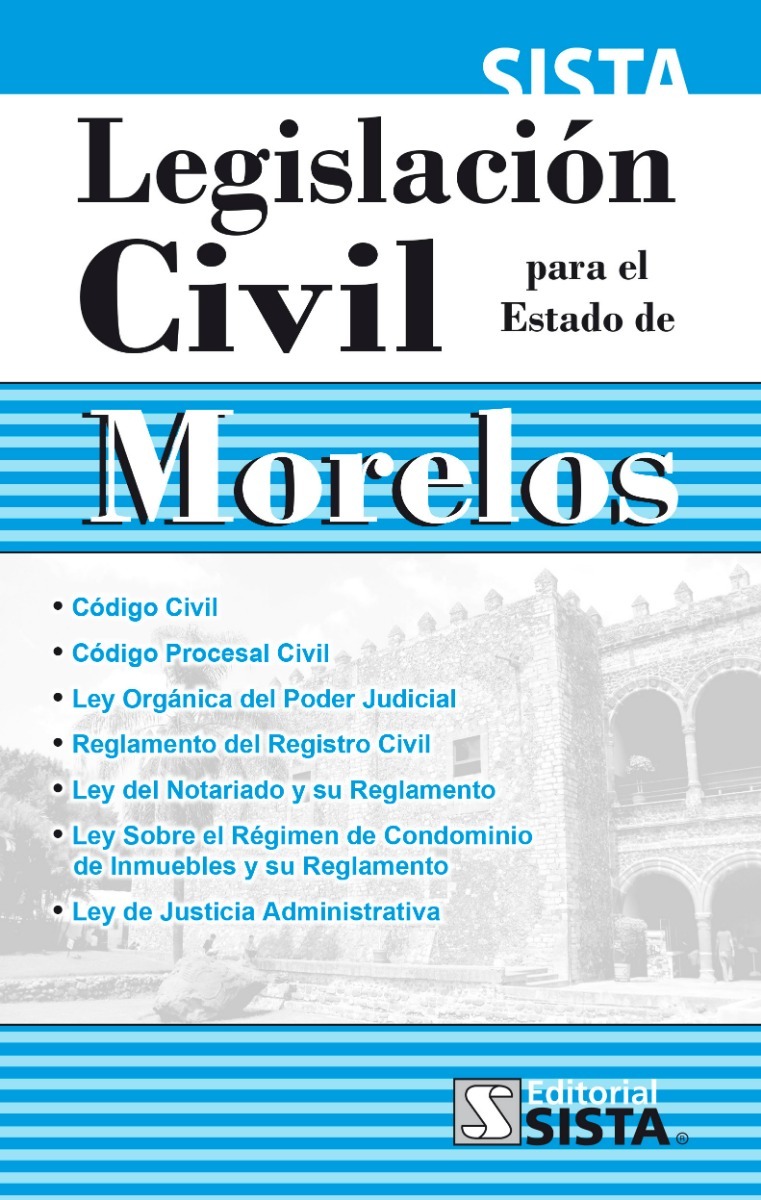 SISTA
Legislación
Civil
para el
Estado de
Morelos
• Código Civil
• Código Procesal Civil
• Ley Orgánica del Poder Judicial
• Reglamento del Registro Civil
• Ley del Notariado y su Reglamento
• Ley Sobre el Régimen de Condominio
de Inmuebles y su Reglamento
• Ley de Justicia Administrativa
Editorial
SISTA ®